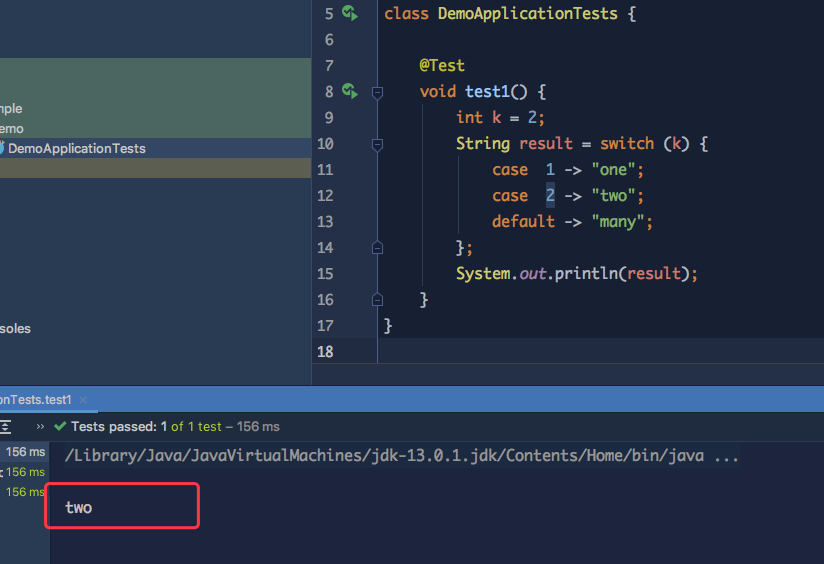 5 class DemoApplicationTests {
6
7 @Test
8 void test1() {
9 int k = 2;
10 String result = switch (k) {
11 case 1 -> "one";
12 case 2 -> "two";
13 default -> "many";
14 };
15 System.out.println(result);
16 }
17 }
18
mple
emo
DemoApplicationTests
soles
onTests.test1 ×
» ✔ Tests passed: 1 of 1 test – 156 ms
156 ms /Library/Java/JavaVirtualMachines/jdk-13.0.1.jdk/Contents/Home/bin/java ...
156 ms
156 ms
two